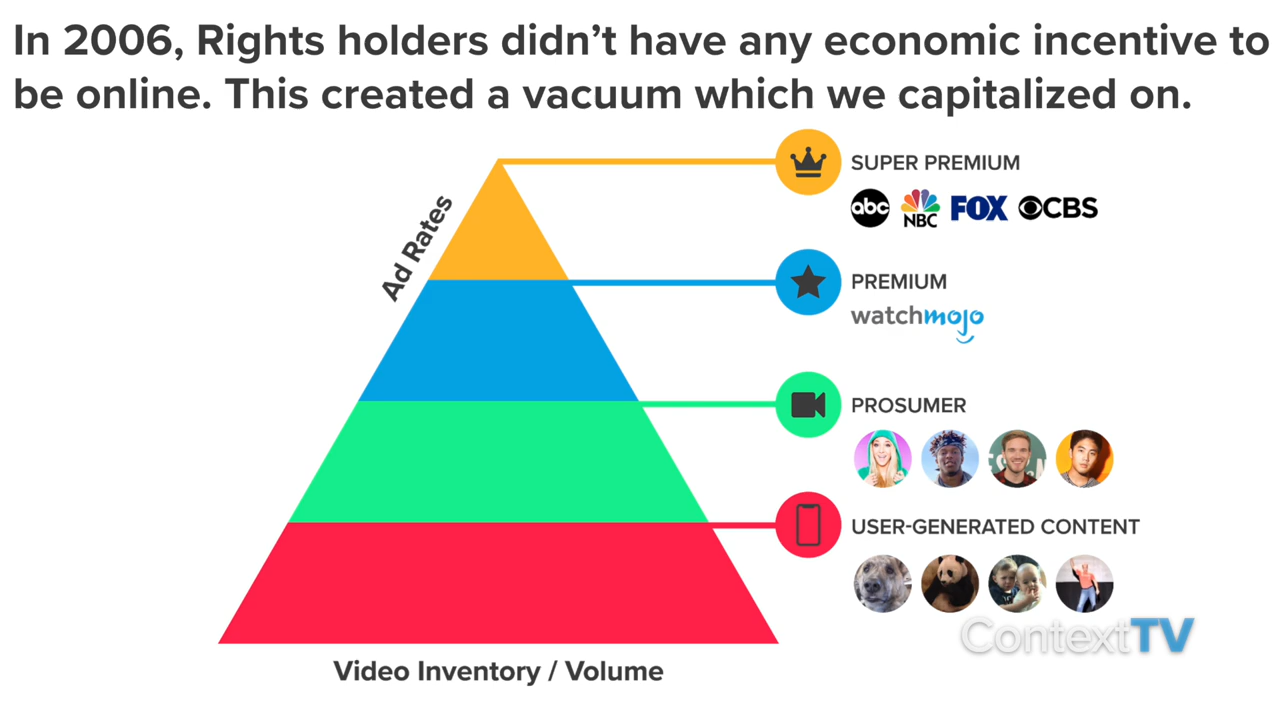 In 2006, Rights holders didn’t have any economic incentive to
be online. This created a vacuum which we capitalized on.
Ad Rates
SUPER PREMIUM
abc NBC FOX CBS
PREMIUM
watchmojo
PROSUMER
USER-GENERATED CONTENT
ContextTV
Video Inventory / Volume